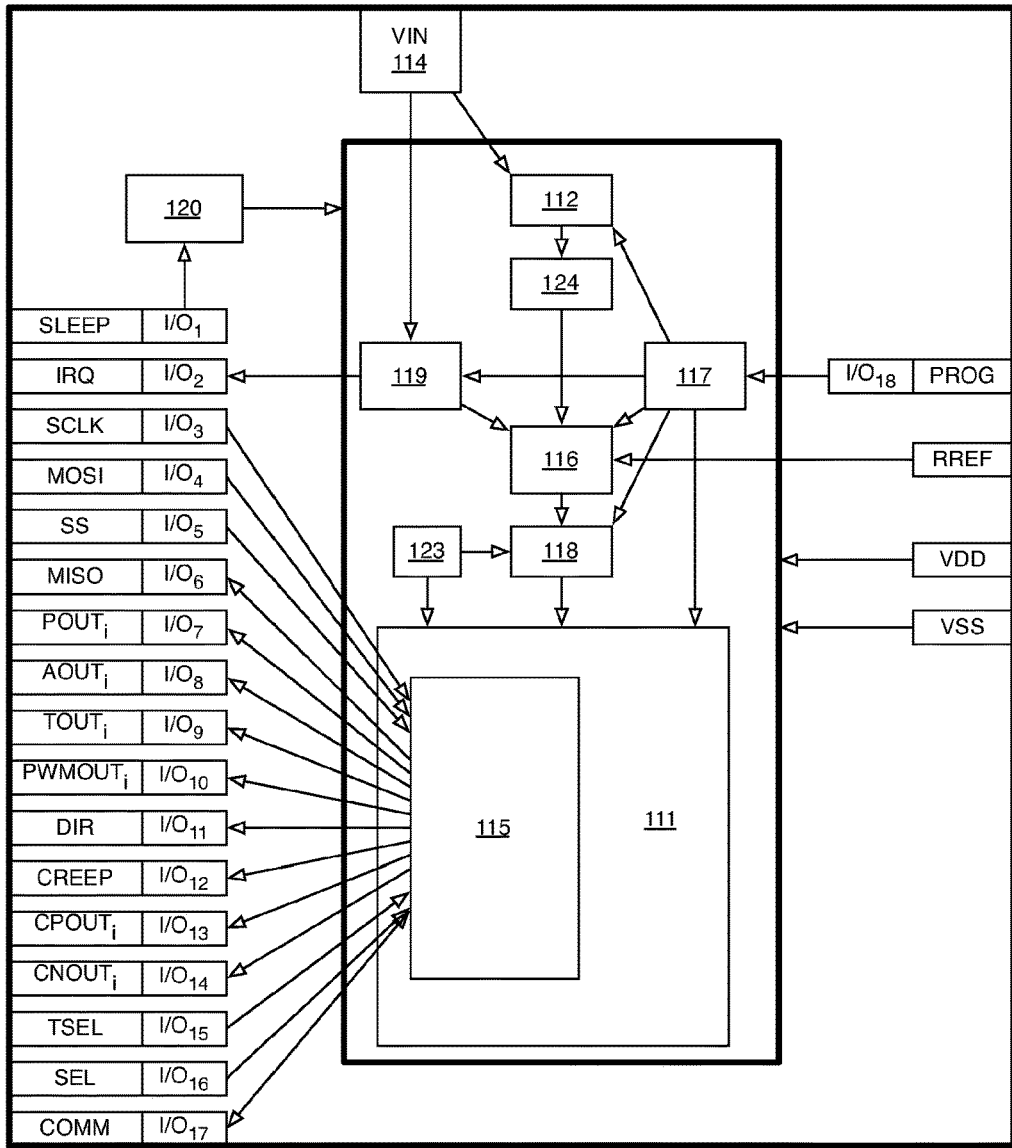 VIN
114
112
120
124
SLEEP I/O1
IRQ I/O2
119
117
I/O18 PROG
SCLK I/O3
116
RREF
MOSI I/O4
SS I/O5
123
118
VDD
MISO I/O6
POUTi I/O7
VSS
AOUTi I/O8
TOUTi I/O9
PWMOUTi I/O10
DIR I/O11
115
111
CREEP I/O12
CPOUTi I/O13
CNOUTi I/O14
TSEL I/O15
SEL I/O16
COMM I/O17